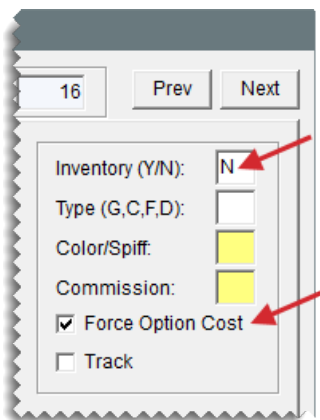 16 Prev Next
Inventory (Y/N): N
Type (G,C,F,D):
Color/Spiff:
Commission:
Force Option Cost
Track